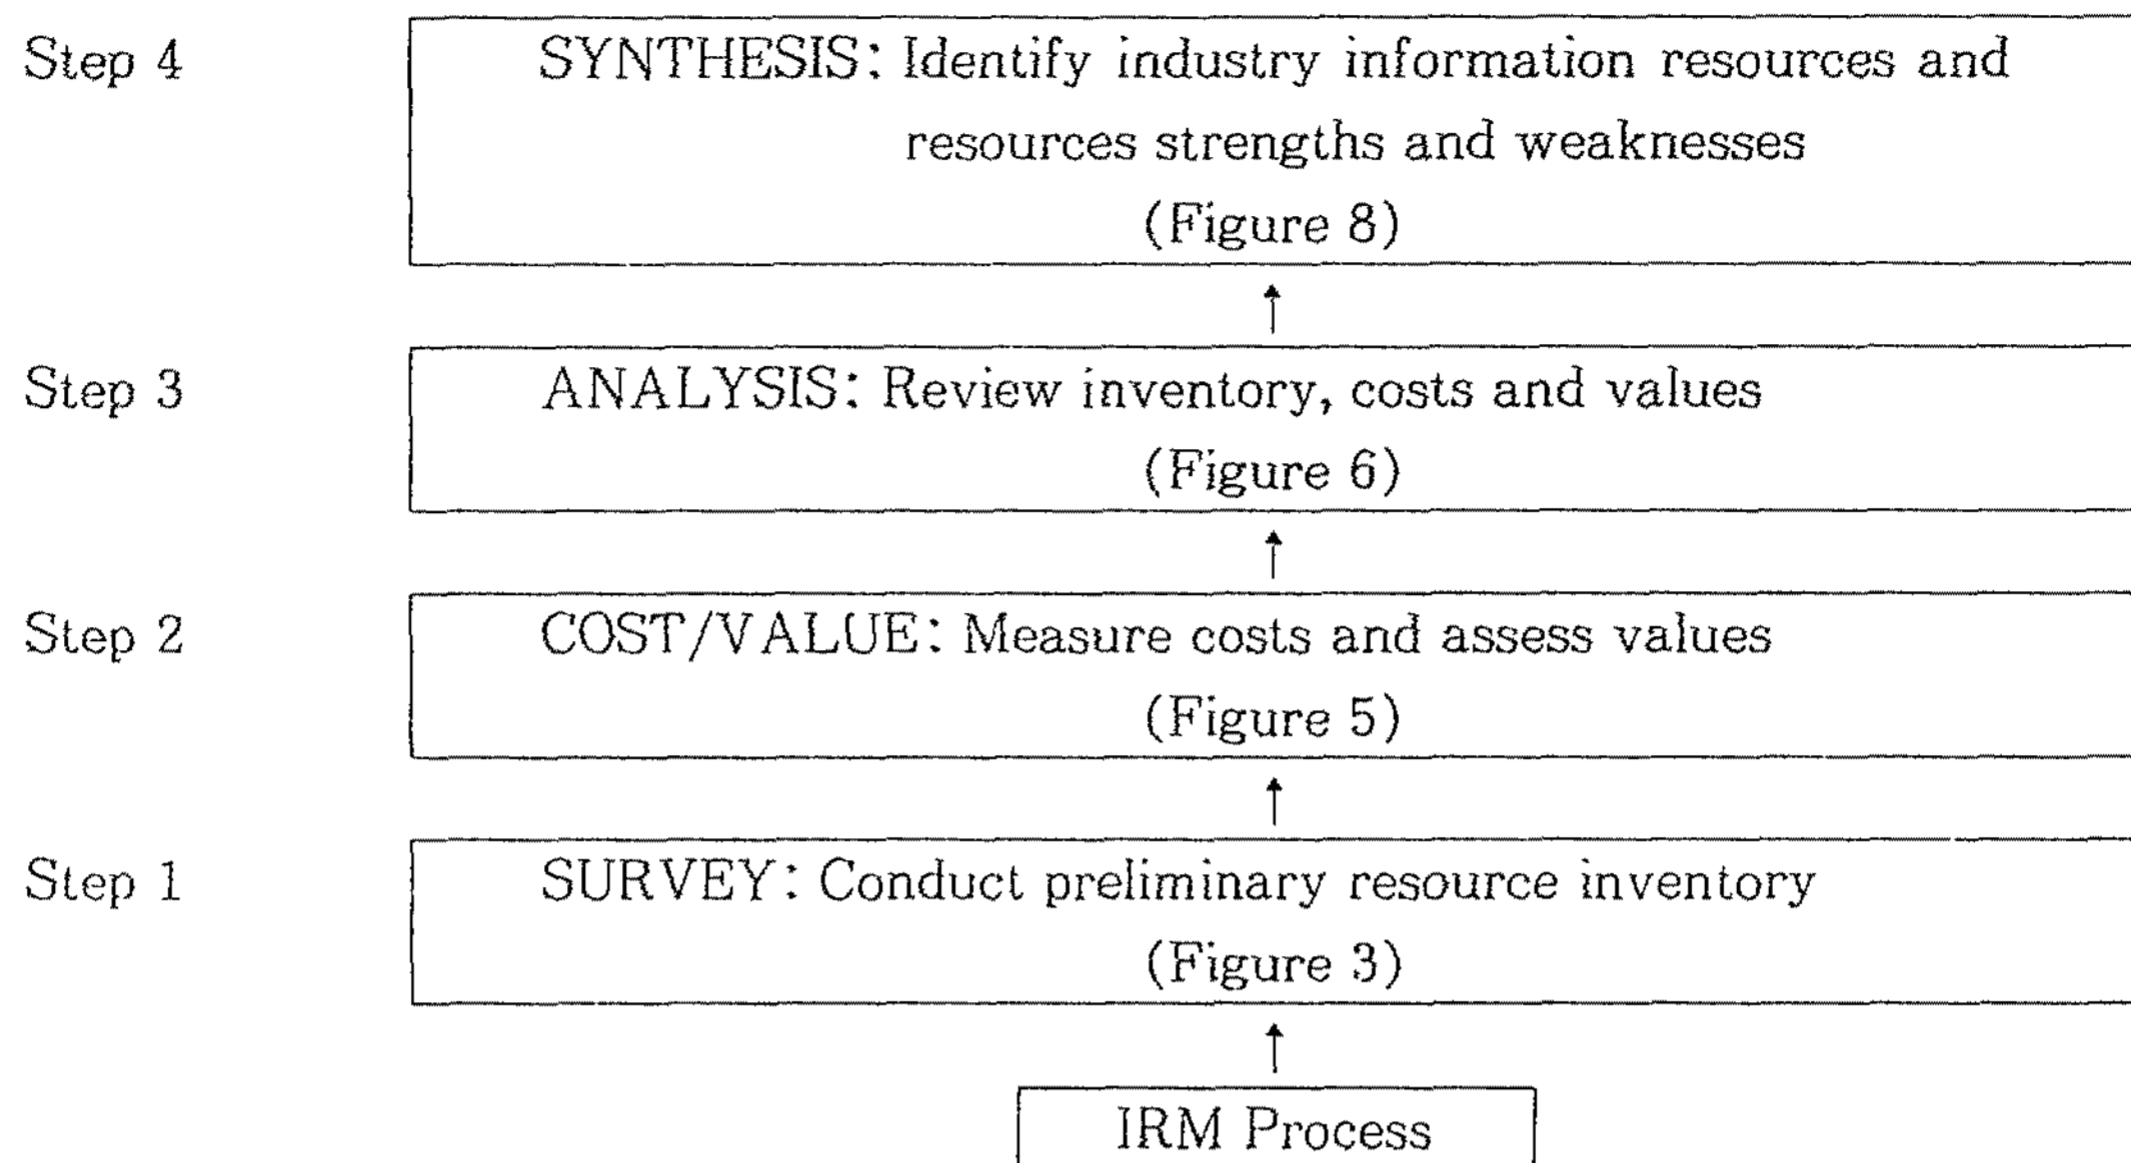 Step 4 SYNTHESIS: Identify industry information resources and
resources strengths and weaknesses
(Figure 8)
Step 3 ANALYSIS: Review inventory, costs and values
(Figure 6)
Step 2 COST/VALUE: Measure costs and assess values
(Figure 5)
Step 1 SURVEY: Conduct preliminary resource inventory
(Figure 3)
IRM Process